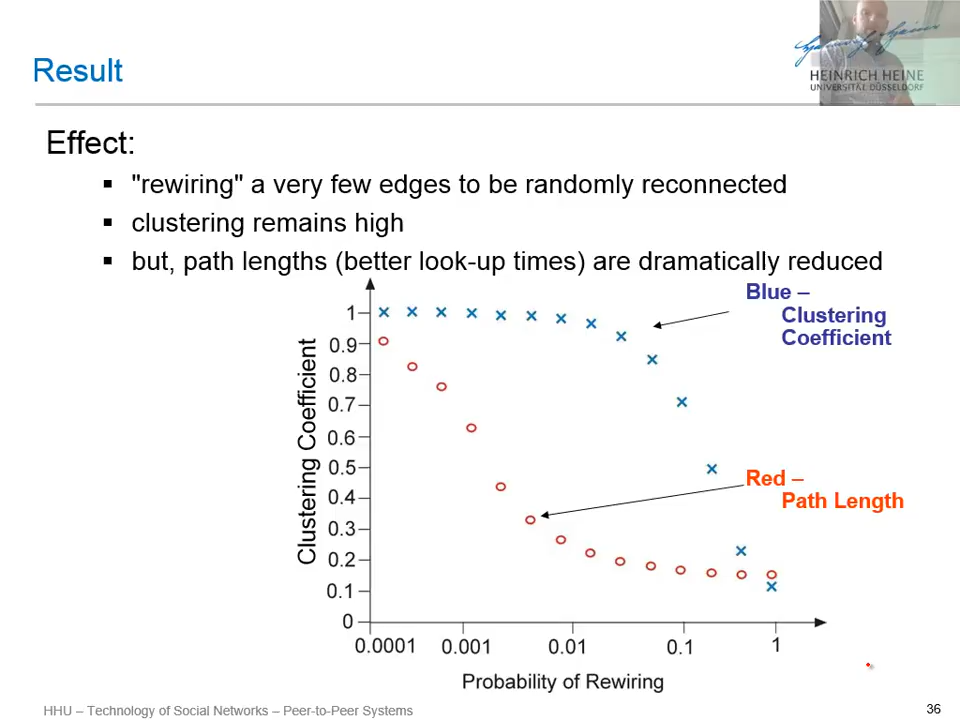 Result
HEINRICH HEINE
UNIVERSITÄT DÜSSELDORF
Effect:
"rewiring" a very few edges to be randomly reconnected
clustering remains high
but, path lengths (better look-up times) are dramatically reduced
Blue –
Clustering
Coefficient
Red –
Path Length
Clustering Coefficient
1
0.9
0.8
0.7
0.6
0.5
0.4
0.3
0.2
0.1
0
0.0001 0.001 0.01 0.1 1
Probability of Rewiring
HHU – Technology of Social Networks – Peer-to-Peer Systems
36